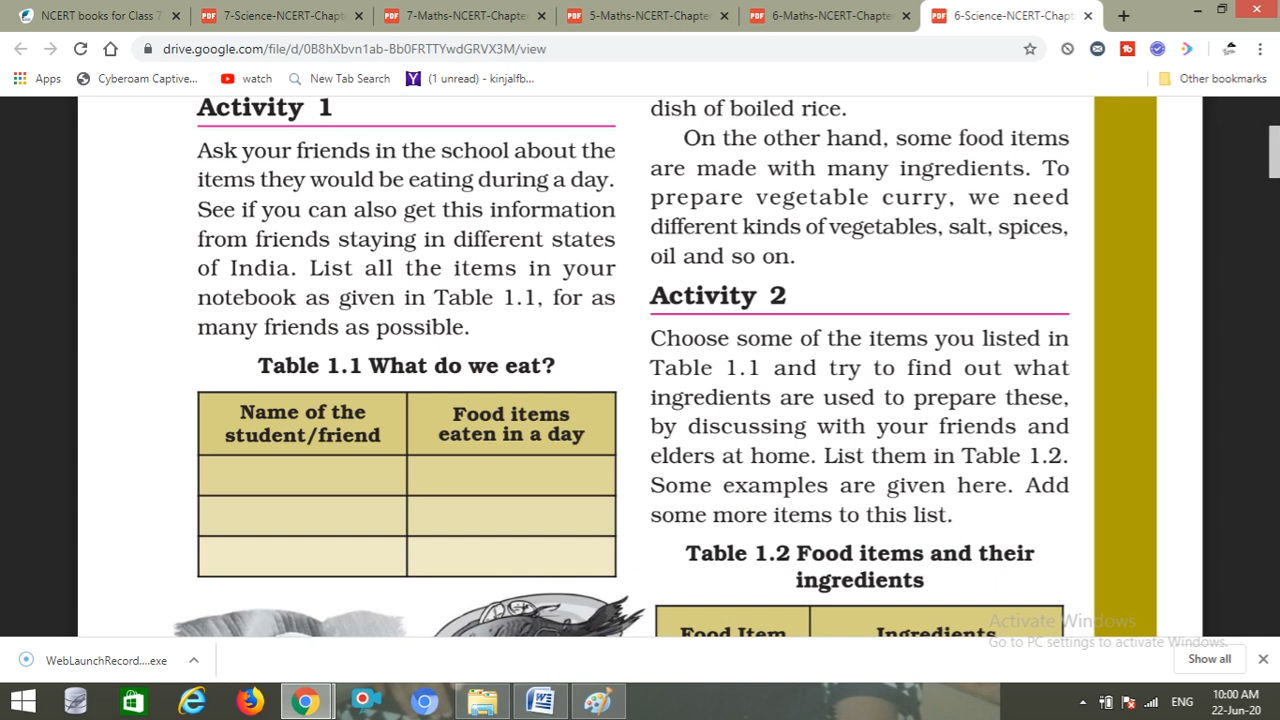 NCERT books for Class 7
7-Science-NCERT-Chapte
7-Maths-NCERT-Chapter
5-Maths-NCERT-Chapter
6-Maths-NCERT-Chapter
6-Science-NCERT-Chapt
drive.google.com/file/d/0B8hXbvn1ab-Bb0FRTTYwdGRVX3M/view
Apps
Cyberoam Captive...
watch
New Tab Search
(1 unread) - kinjalfb...
Other bookmarks
Activity 1
Ask your friends in the school about the
items they would be eating during a day.
See if you can also get this information
from friends staying in different states
of India. List all the items in your
notebook as given in Table 1.1, for as
many friends as possible.
Table 1.1 What do we eat?
Name of the
student/friend
Food items
eaten in a day
dish of boiled rice.
On the other hand, some food items
are made with many ingredients. To
prepare vegetable curry, we need
different kinds of vegetables, salt, spices,
oil and so on.
Activity 2
Choose some of the items you listed in
Table 1.1 and try to find out what
ingredients are used to prepare these,
by discussing with your friends and
elders at home. List them in Table 1.2.
Some examples are given here. Add
some more items to this list.
Table 1.2 Food items and their
ingredients
Food Item
Ingredients
Activate Windows
Go to PC settings to activate Windows.
WebLaunchRecord....exe
Show all
ENG
10:00 AM
22-Jun-20